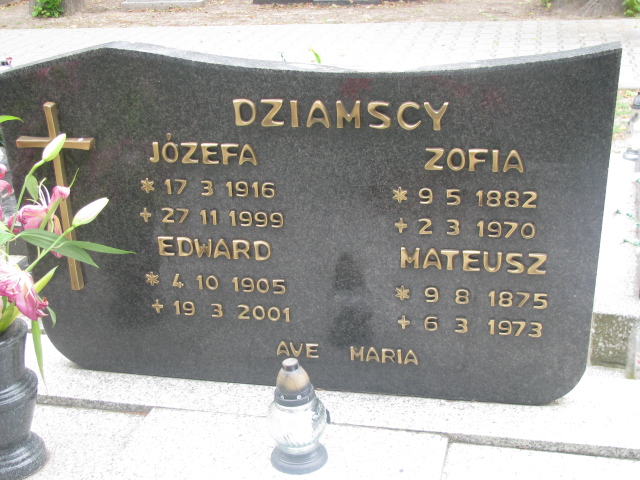 DZIAMSCY
JÓZEFA
* 17 3 1916
+ 27 11 1999
EDWARD
* 4 10 1905
+ 19 3 2001
ZOFIA
* 9 5 1882
+ 2 3 1970
MATEUSZ
* 9 8 1875
+ 6 3 1973
AVE MARIA